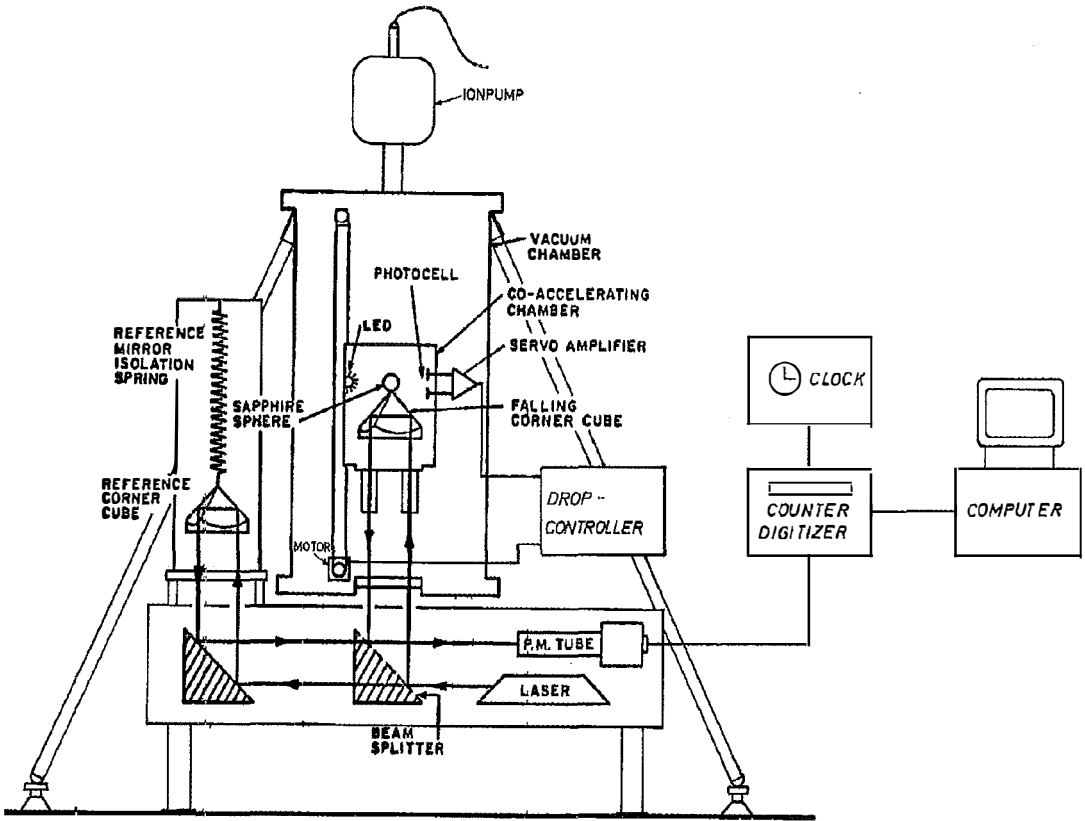 IONPUMP
VACUUM
CHAMBER
PHOTOCELL
CO-ACCELERATING
CHAMBER
LED
SERVO AMPLIFIER
REFERENCE
MIRROR
ISOLATION
SPRING
SAPPHIRE
SPHERE
FALLING
CORNER CUBE
CLOCK
REFERENCE
CORNER
CUBE
DROP -
CONTROLLER
COUNTER
DIGITIZER
COMPUTER
MOTOR
P.M. TUBE
LASER
BEAM
SPLITTER